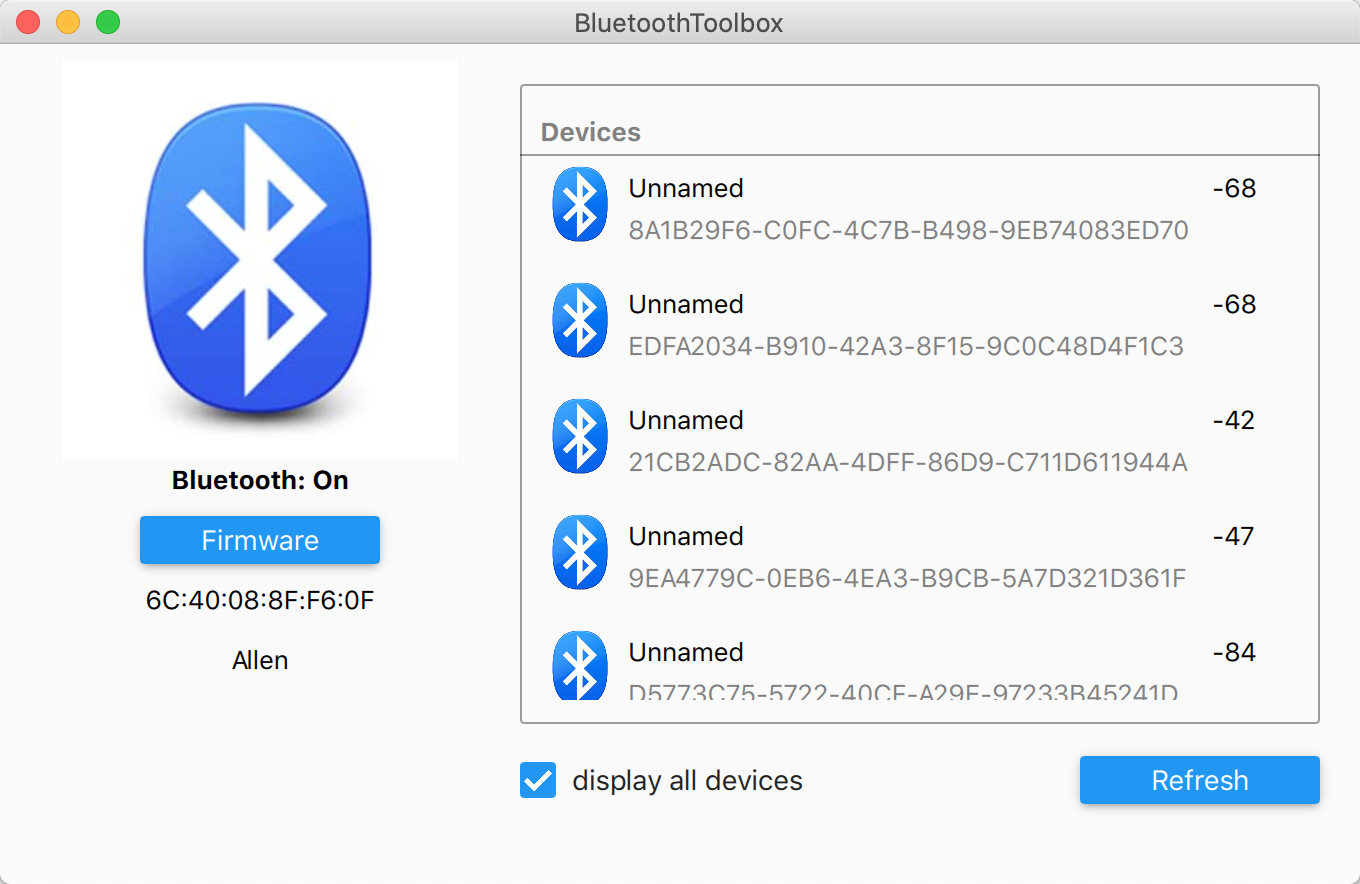 BluetoothToolbox
Bluetooth: On
Firmware
6C:40:08:8F:F6:0F
Allen
Devices
Unnamed -68
8A1B29F6-C0FC-4C7B-B498-9EB74083ED70
Unnamed -68
EDFA2034-B910-42A3-8F15-9C0C48D4F1C3
Unnamed -42
21CB2ADC-82AA-4DFF-86D9-C711D611944A
Unnamed -47
9EA4779C-0EB6-4EA3-B9CB-5A7D321D361F
Unnamed -84
D5773C75-5722-40CF-A29F-97233B45241D
display all devices
Refresh